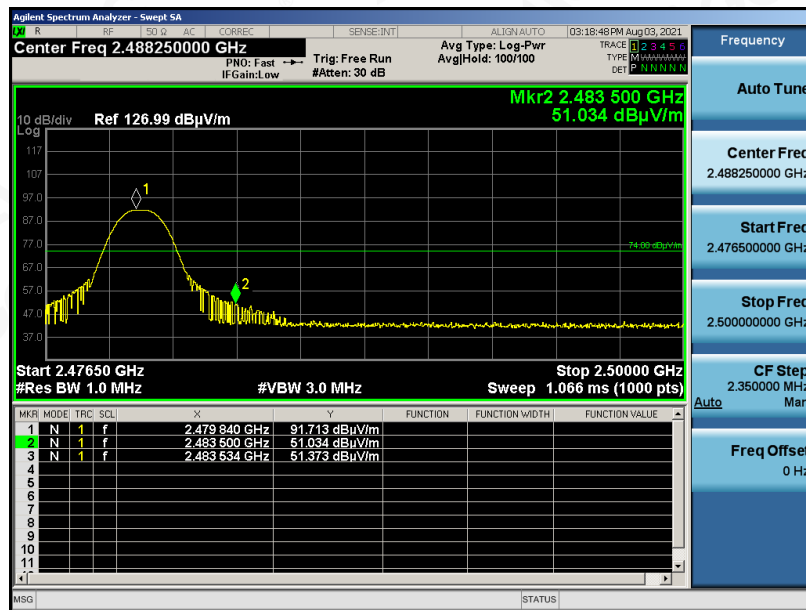 Agilent Spectrum Analyzer - Swept SA
LXI R RF 50 Ω AC CORREC SENSE:INT ALIGN AUTO 03:18:48 PM Aug 03, 2021
Center Freq 2.488250000 GHz
PNO: Fast
IFGain:Low
Trig: Free Run
#Atten: 30 dB
Avg Type: Log-Pwr
Avg|Hold: 100/100
TRACE 1 2 3 4 5 6
TYPE M
DET P N N N N N
Mkr2 2.483 500 GHz
51.034 dBµV/m
10 dB/div Ref 126.99 dBµV/m
Log
117
107
97.0
87.0
77.0
67.0
57.0
47.0
37.0
1
2
74.00 dBµV/m
Start 2.47650 GHz Stop 2.50000 GHz
#Res BW 1.0 MHz #VBW 3.0 MHz Sweep 1.066 ms (1000 pts)
MKR MODE TRC SCL X Y FUNCTION FUNCTION WIDTH FUNCTION VALUE
1 N 1 f 2.479 840 GHz 91.713 dBµV/m
2 N 1 f 2.483 500 GHz 51.034 dBµV/m
3 N 1 f 2.483 534 GHz 51.373 dBµV/m
4
5
6
7
8
9
10
11
MSG STATUS
Frequency
Auto Tune
Center Freq
2.488250000 GHz
Start Freq
2.476500000 GHz
Stop Freq
2.500000000 GHz
CF Step
2.350000 MHz
Auto Man
Freq Offset
0 Hz